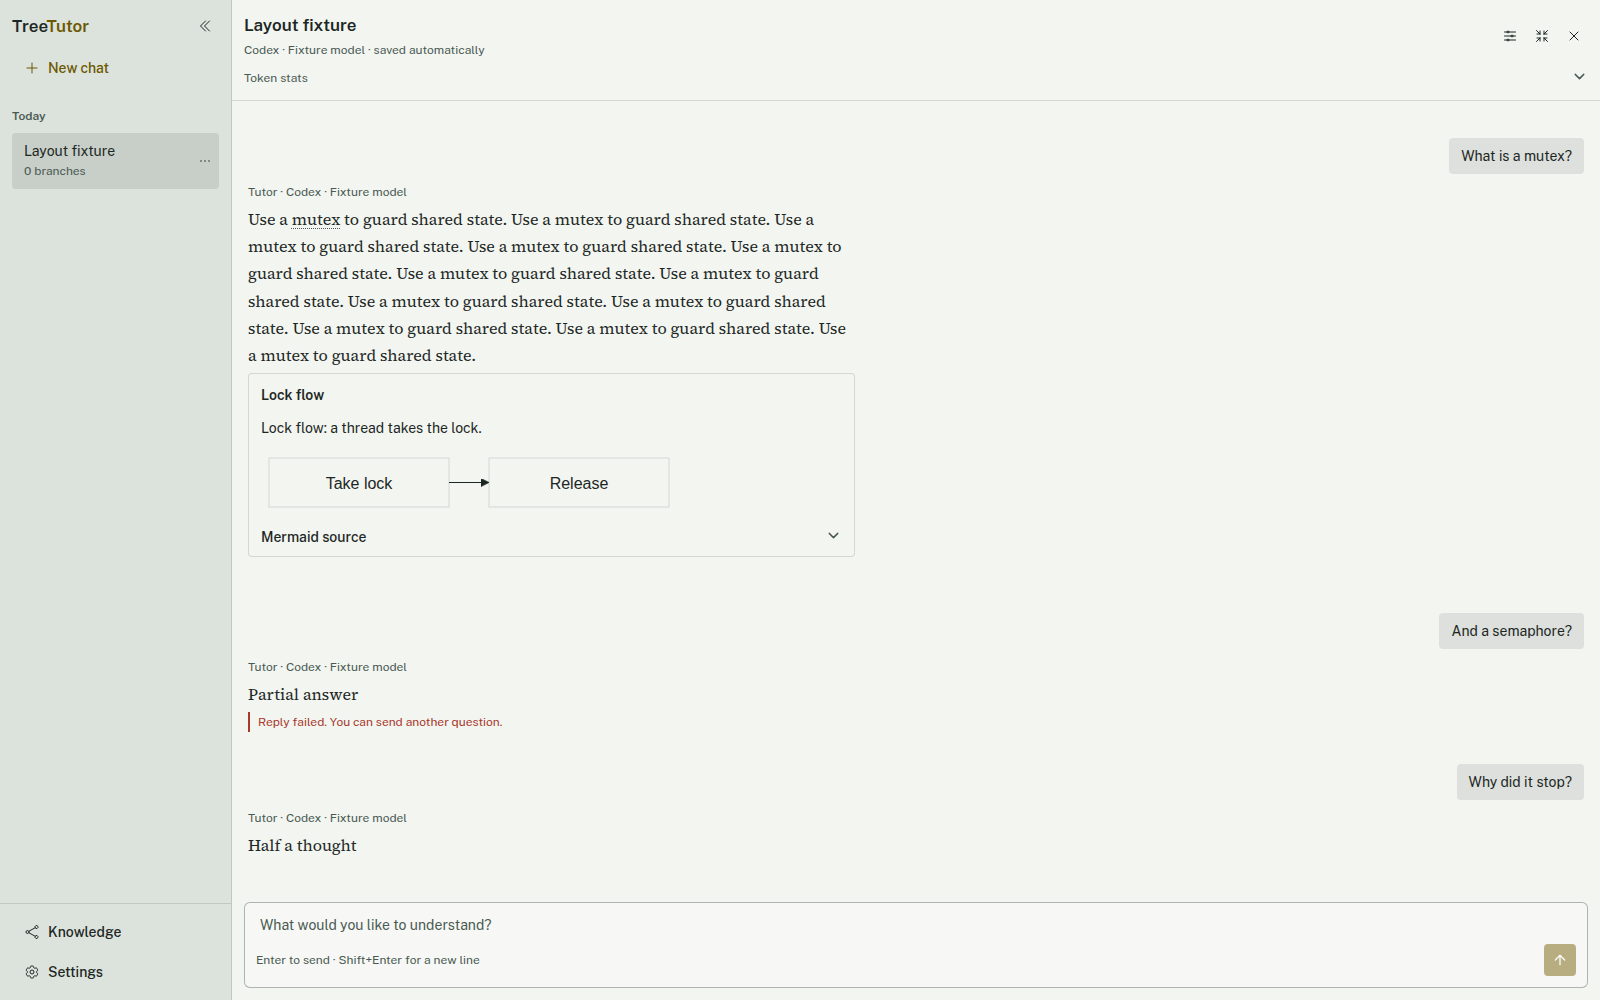 TreeTutor
New chat
Today
Layout fixture
0 branches
Knowledge
Settings
Layout fixture
Codex · Fixture model · saved automatically
Token stats
What is a mutex?
Tutor · Codex · Fixture model
Use a mutex to guard shared state. Use a mutex to guard shared state. Use a
mutex to guard shared state. Use a mutex to guard shared state. Use a mutex to
guard shared state. Use a mutex to guard shared state. Use a mutex to guard
shared state. Use a mutex to guard shared state. Use a mutex to guard shared
state. Use a mutex to guard shared state. Use a mutex to guard shared state. Use
a mutex to guard shared state.
Lock flow
Lock flow: a thread takes the lock.
Take lock
Release
Mermaid source
And a semaphore?
Tutor · Codex · Fixture model
Partial answer
Reply failed. You can send another question.
Why did it stop?
Tutor · Codex · Fixture model
Half a thought
What would you like to understand?
Enter to send · Shift+Enter for a new line